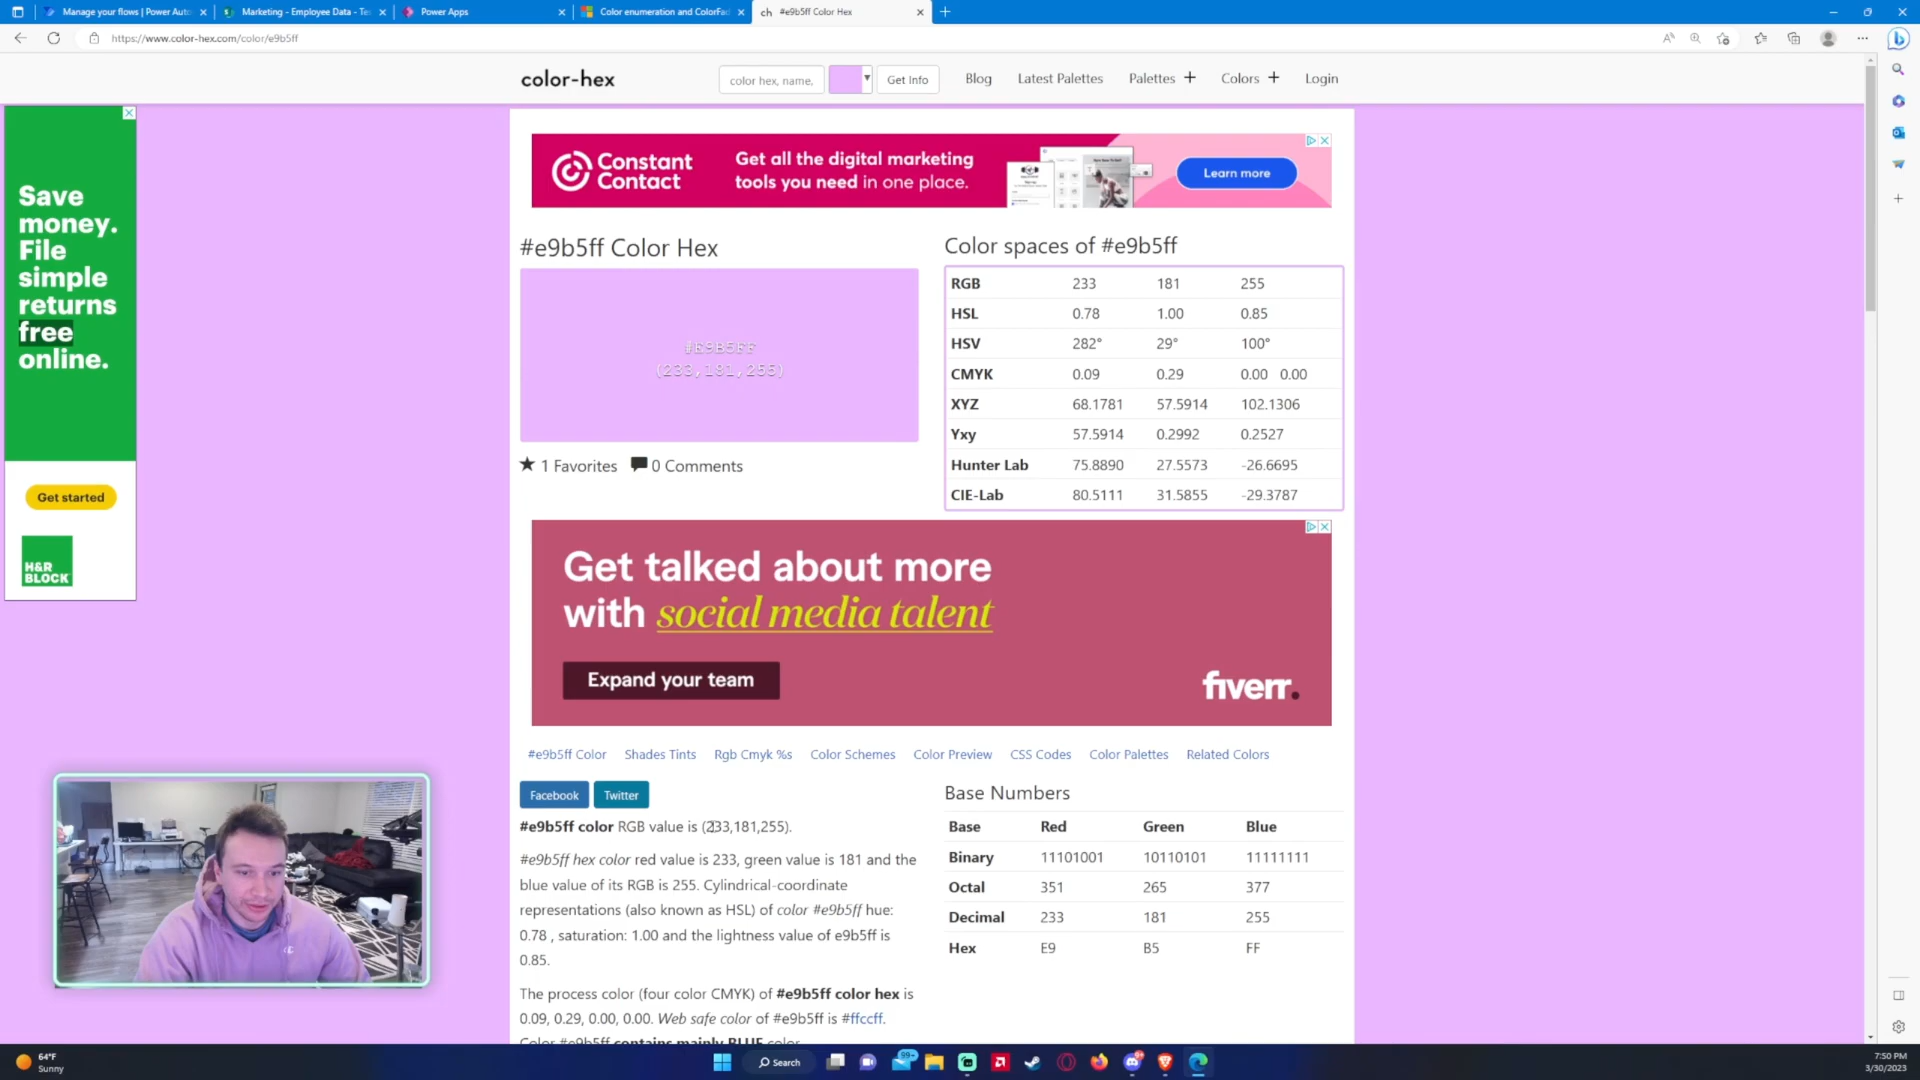 Manage your flows | Power Auto
Marketing - Employee Data - Te
Power Apps
Color enumeration and ColorFa
ch #e9b5ff Color Hex
https://www.color-hex.com/color/e9b5ff
color-hex
color hex, name,
Get Info
Blog
Latest Palettes
Palettes +
Colors +
Login
Save
money.
File
simple
returns
free
online.
Get started
H&R
BLOCK
Constant
Contact
Get all the digital marketing
tools you need in one place.
Learn more
#e9b5ff Color Hex
#E9B5FF
(233,181,255)
1 Favorites
0 Comments
Color spaces of #e9b5ff
RGB 233 181 255
HSL 0.78 1.00 0.85
HSV 282° 29° 100°
CMYK 0.09 0.29 0.00 0.00
XYZ 68.1781 57.5914 102.1306
Yxy 57.5914 0.2992 0.2527
Hunter Lab 75.8890 27.5573 -26.6695
CIE-Lab 80.5111 31.5855 -29.3787
Get talked about more
with social media talent
Expand your team
fiverr.
#e9b5ff Color
Shades Tints
Rgb Cmyk %s
Color Schemes
Color Preview
CSS Codes
Color Palettes
Related Colors
Facebook
Twitter
#e9b5ff color RGB value is (233,181,255).
#e9b5ff hex color red value is 233, green value is 181 and the
blue value of its RGB is 255. Cylindrical-coordinate
representations (also known as HSL) of color #e9b5ff hue:
0.78 , saturation: 1.00 and the lightness value of e9b5ff is
0.85.
The process color (four color CMYK) of #e9b5ff color hex is
0.09, 0.29, 0.00, 0.00. Web safe color of #e9b5ff is #ffccff.
Color #e9b5ff contains mainly BLUE color.
Base Numbers
Base Red Green Blue
Binary 11101001 10110101 11111111
Octal 351 265 377
Decimal 233 181 255
Hex E9 B5 FF
64°F
Sunny
Search
99+
7:50 PM
3/30/2023